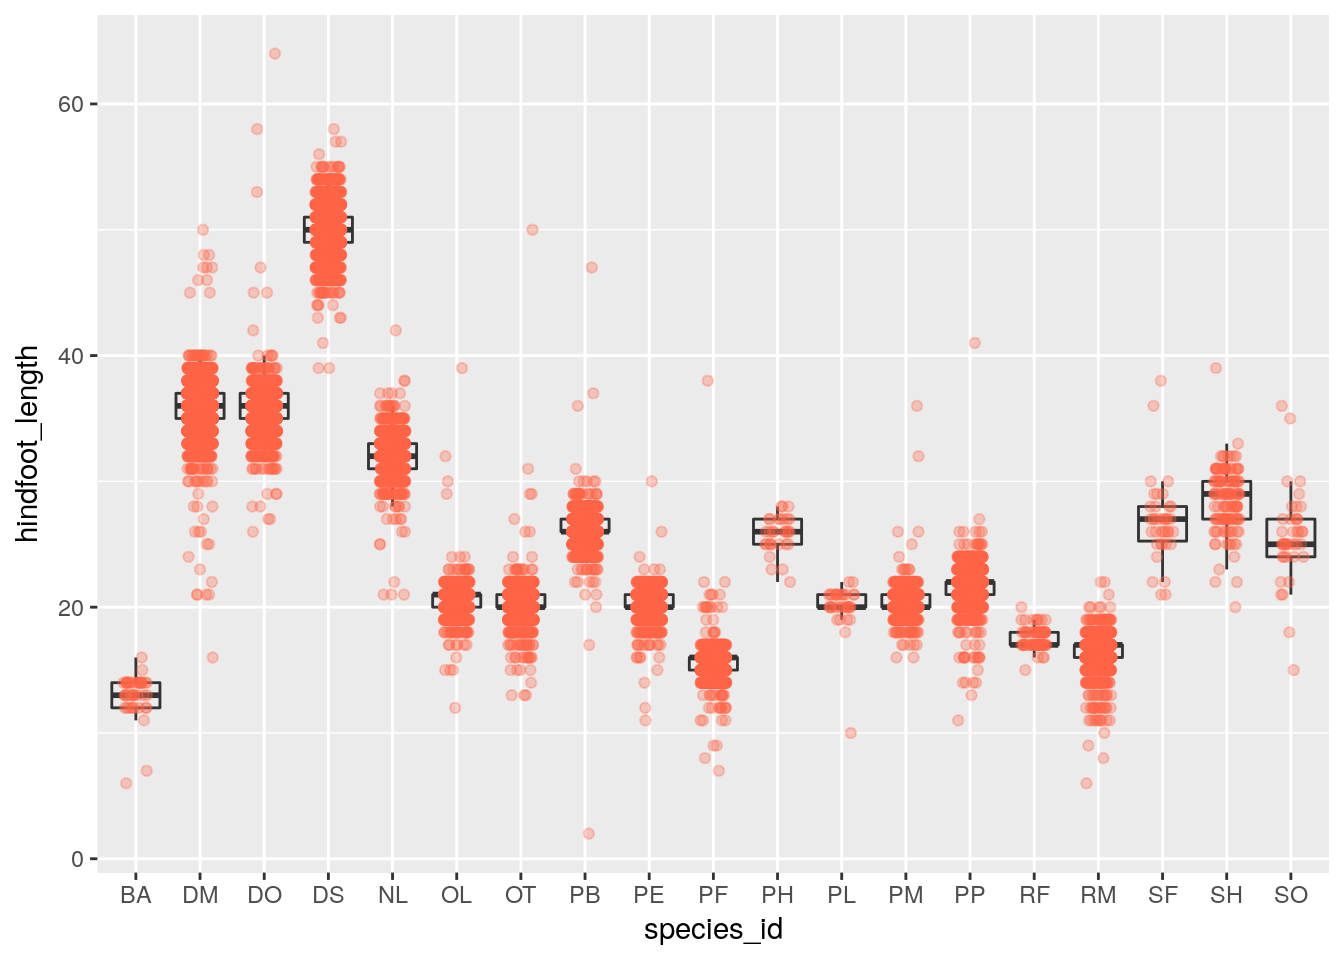 hindfoot_length
60
40
20
0
BA DM DO DS NL OL OT PB PE PF PH PL PM PP RF RM SF SH SO
species_id